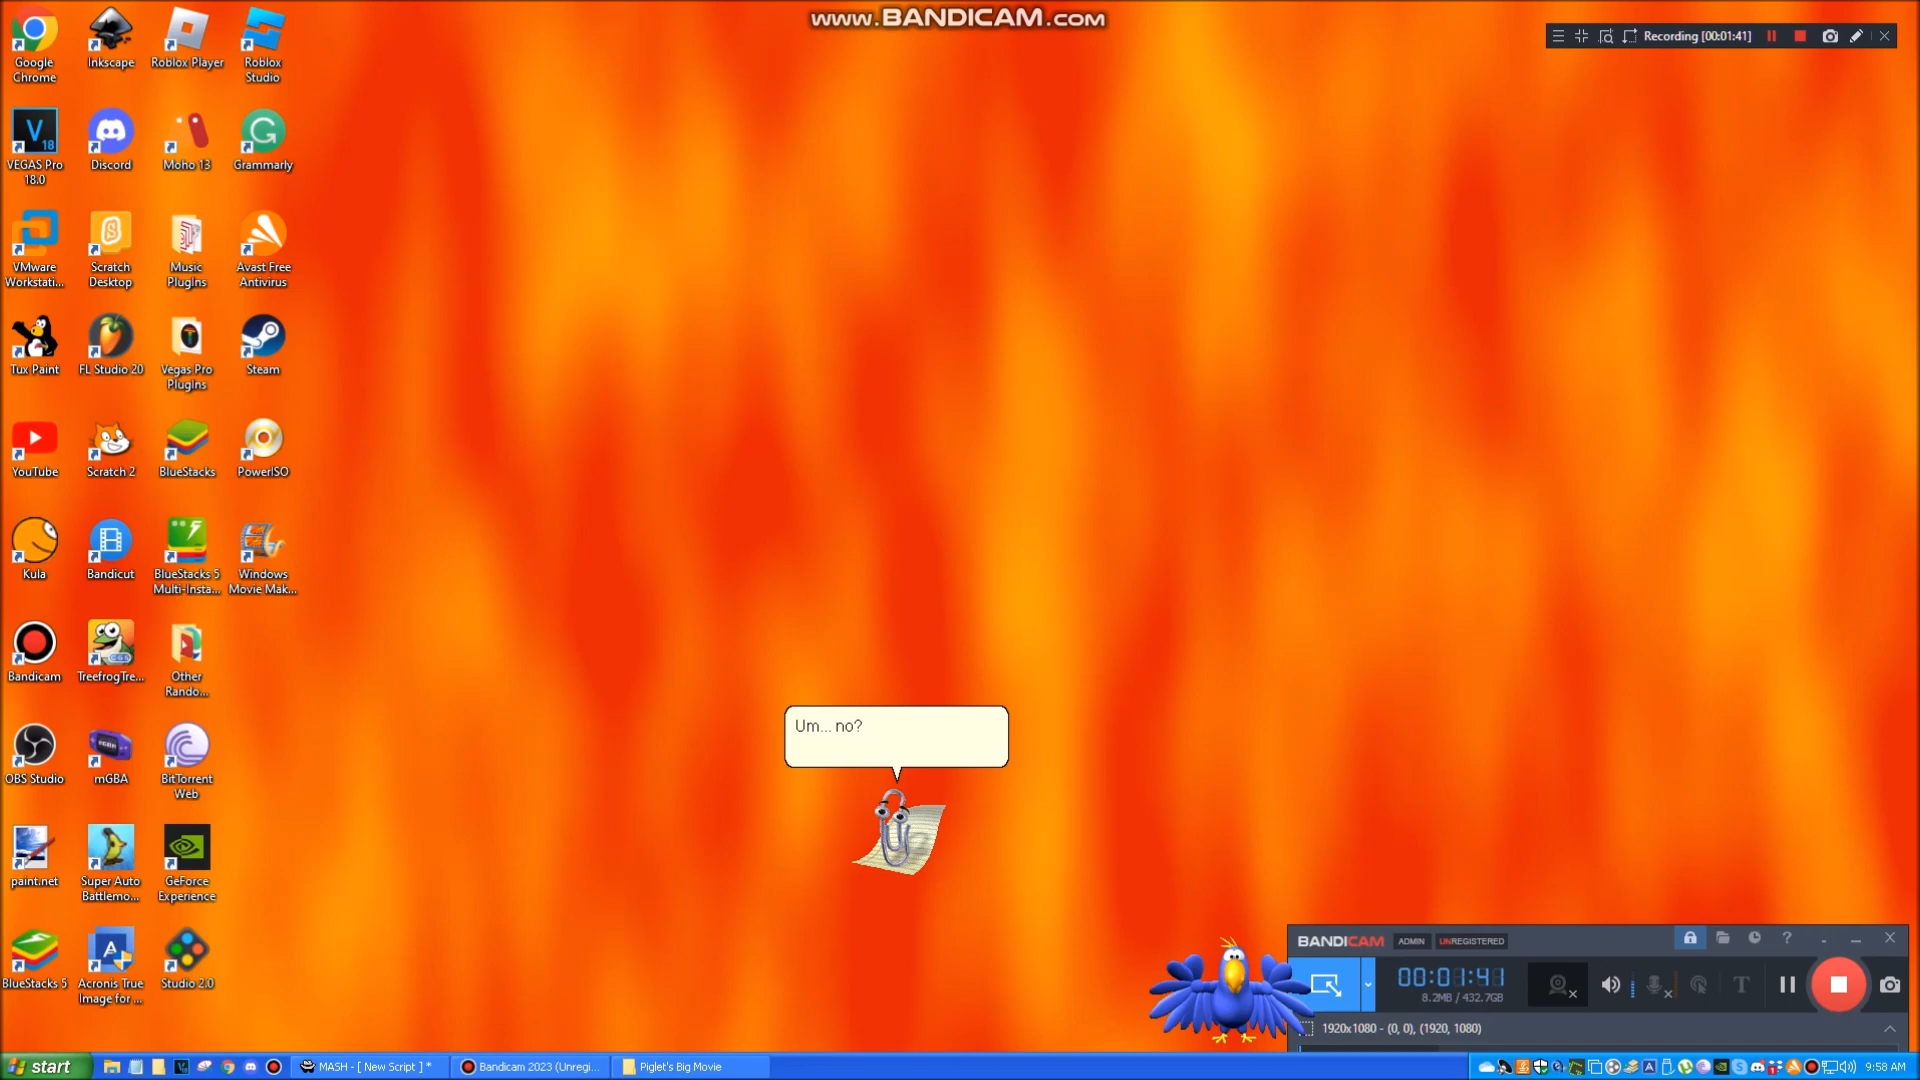 www.BANDICAM.com
Recording [00:01:41]
Google
Chrome
Inkscape
Roblox Player
Roblox
Studio
VEGAS Pro
18.0
Discord
Moho 13
Grammarly
VMware
Workstati...
Scratch
Desktop
Music
Plugins
Avast Free
Antivirus
Tux Paint
FL Studio 20
Vegas Pro
Plugins
Steam
YouTube
Scratch 2
BlueStacks
PowerISO
Kula
Bandicut
BlueStacks 5
Multi-Insta...
Windows
Movie Mak...
Bandicam
TreefrogTre...
Other
Rando...
OBS Studio
mGBA
BitTorrent
Web
paint.net
Super Auto
Battlemo...
GeForce
Experience
BlueStacks 5
Acronis True
Image for ...
Studio 2.0
Um... no?
BANDICAM ADMIN UNREGISTERED
00:01:41
8.2MB / 432.7GB
1920x1080 - (0, 0), (1920, 1080)
start
MASH - [ New Script ] *
Bandicam 2023 (Unregi...
Piglet's Big Movie
9:58 AM